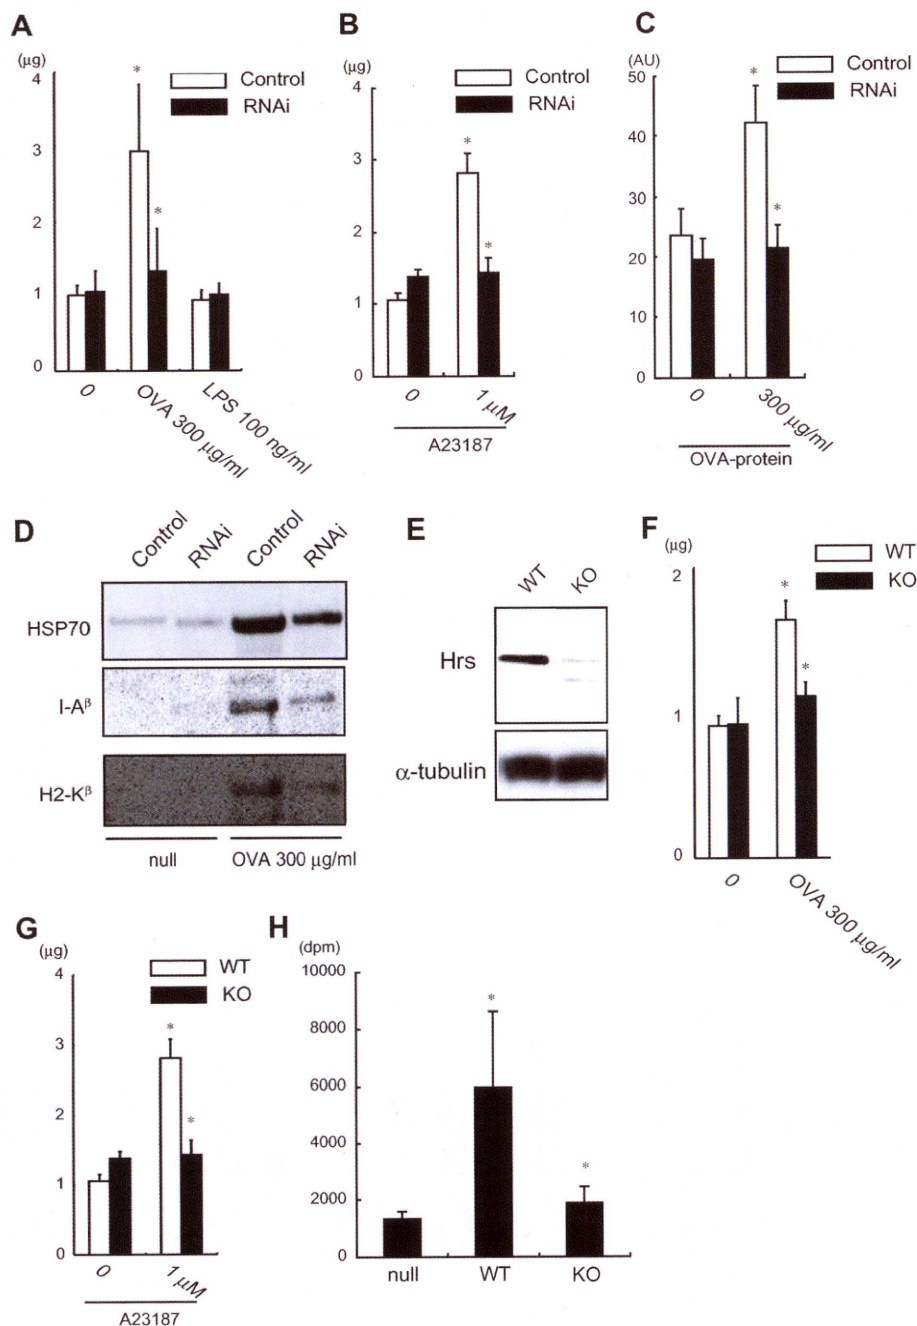 A
(µg)
4
3
2
1
0
*
*
Control
RNAi
0
OVA 300 µg/ml
LPS 100 ng/ml
B
(µg)
4
3
2
1
0
*
*
Control
RNAi
0
1 µM
A23187
C
(AU)
50
40
30
20
10
0
*
*
Control
RNAi
0
300 µg/ml
OVA-protein
D
Control
RNAi
Control
RNAi
HSP70
I-Aᵝ
H2-Kᵝ
null
OVA 300 µg/ml
E
WT
KO
Hrs
α-tubulin
F
(µg)
2
1
0
*
*
WT
KO
0
OVA 300 µg/ml
G
(µg)
4
3
2
1
0
*
*
WT
KO
0
1 µM
A23187
H
(dpm)
10000
8000
6000
4000
2000
0
*
*
null
WT
KO